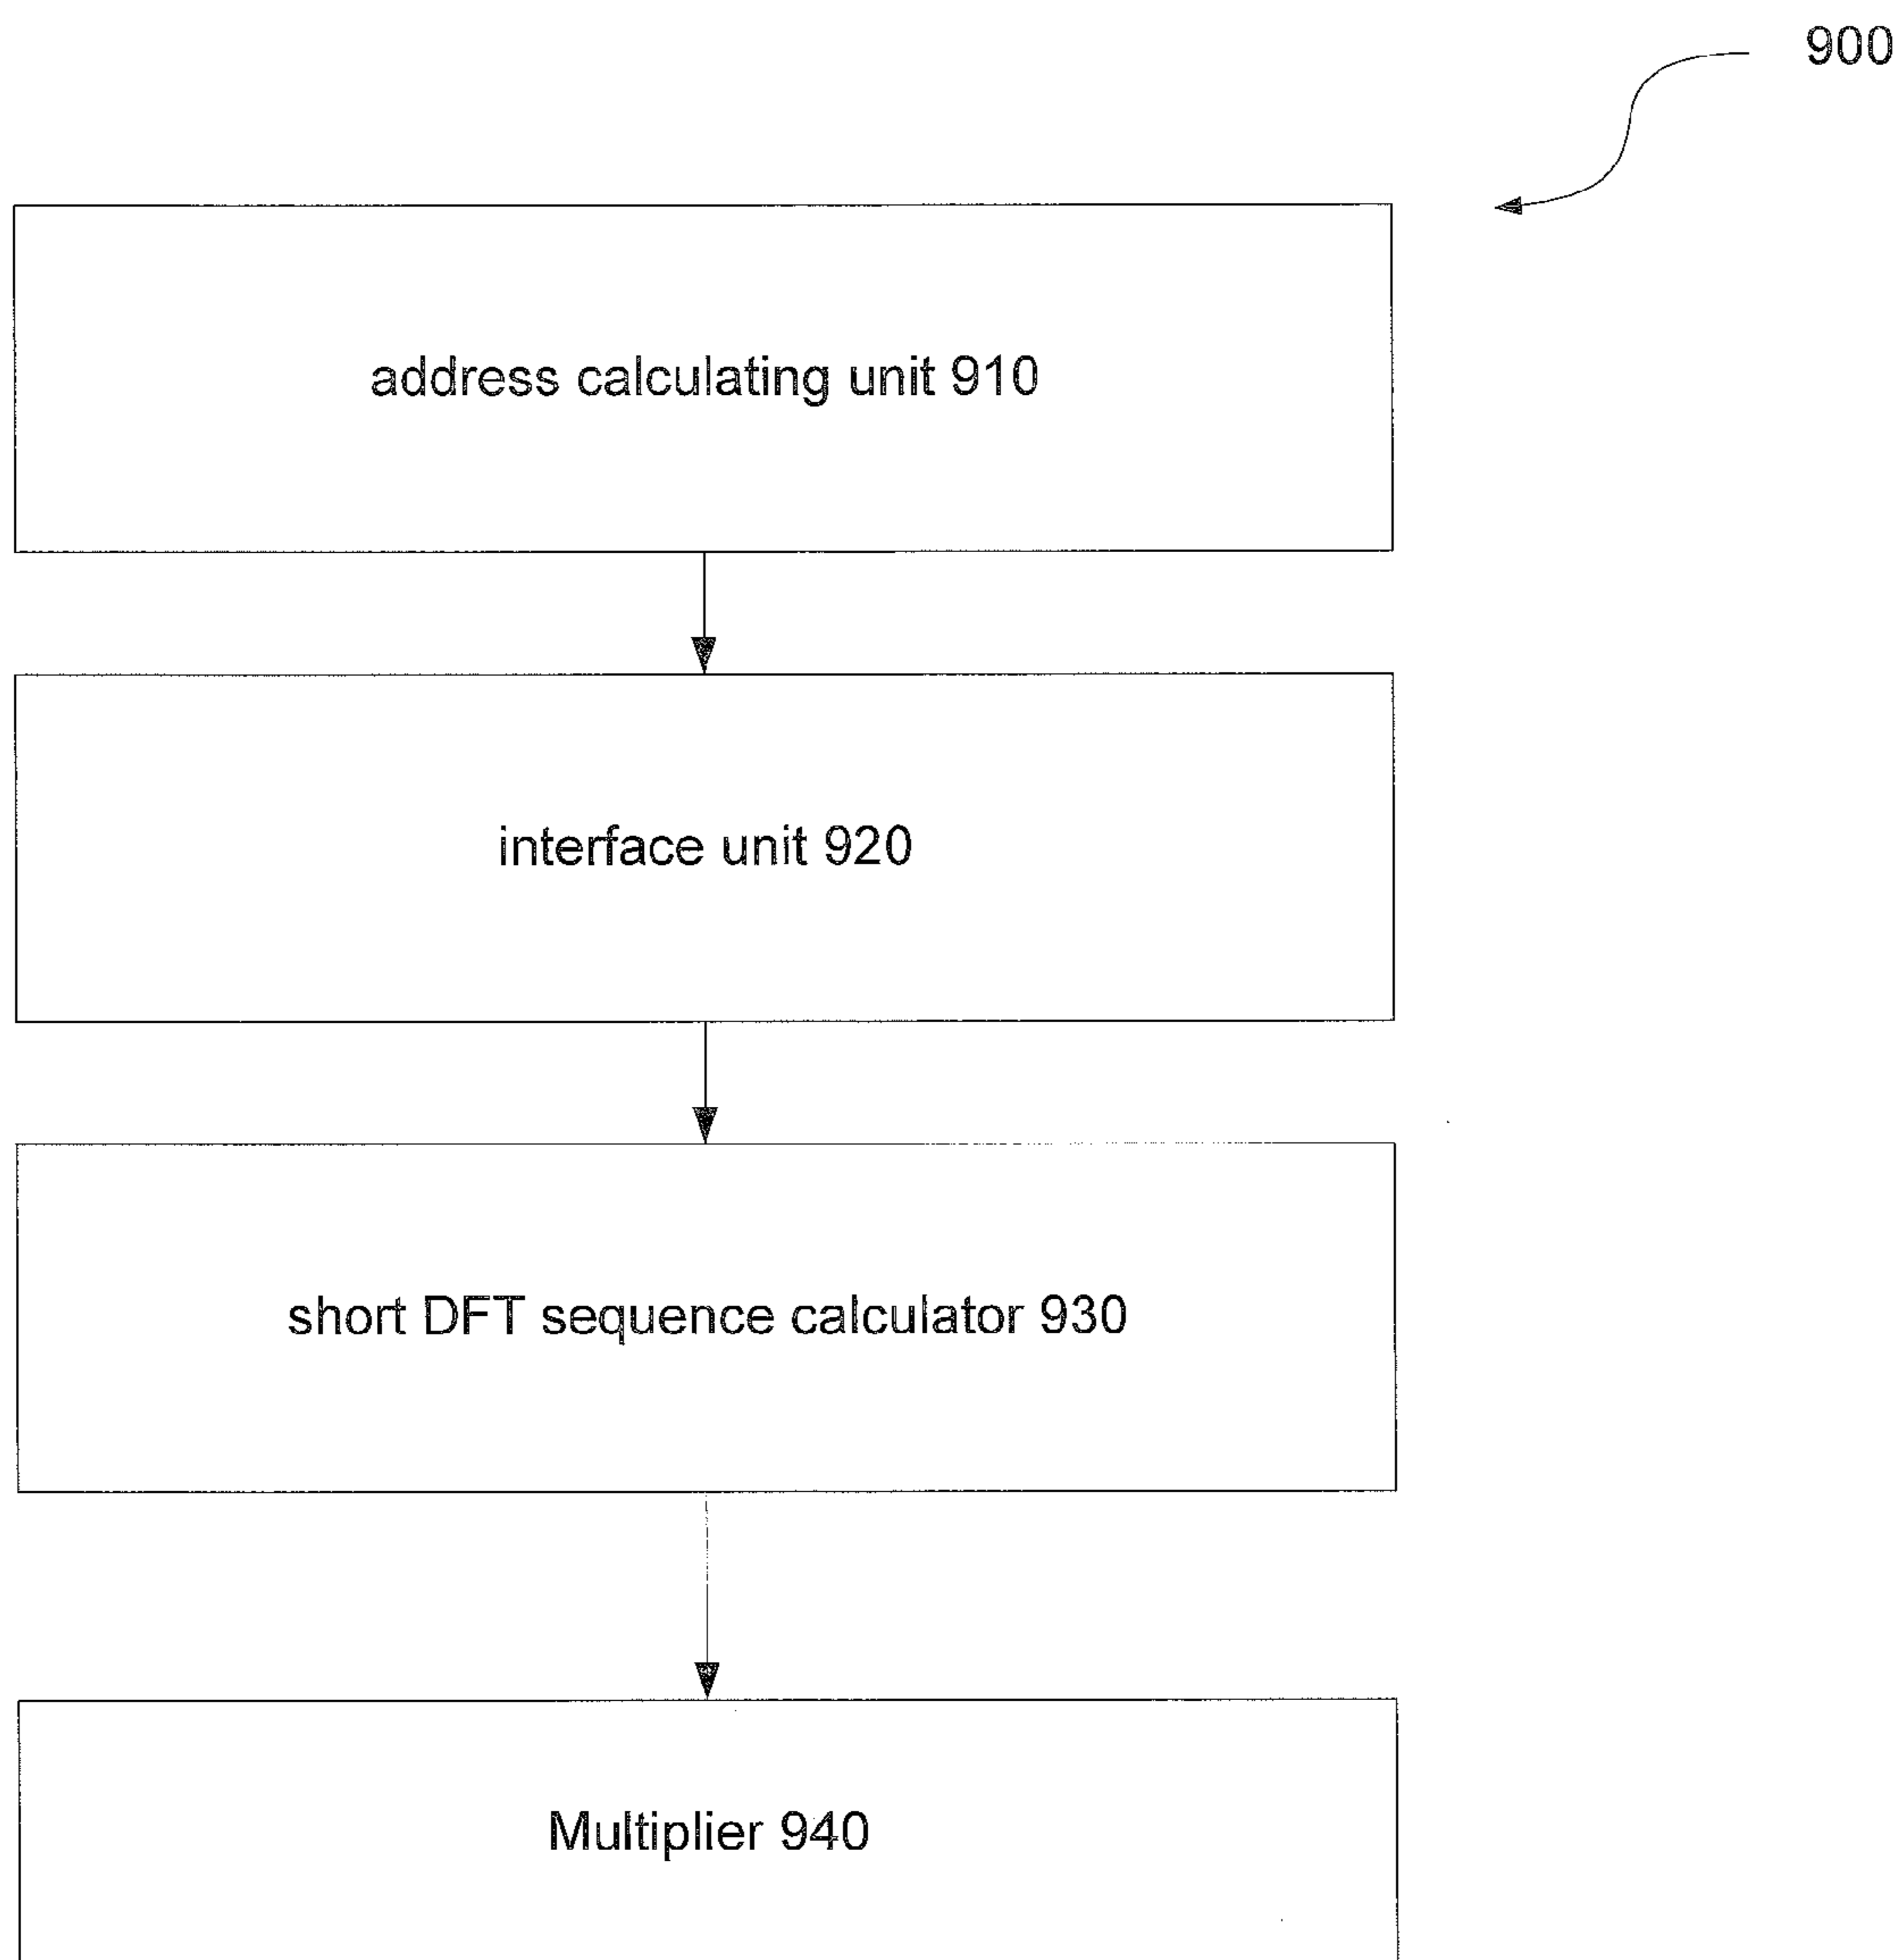 900
address calculating unit 910
interface unit 920
short DFT sequence calculator 930
Multiplier 940